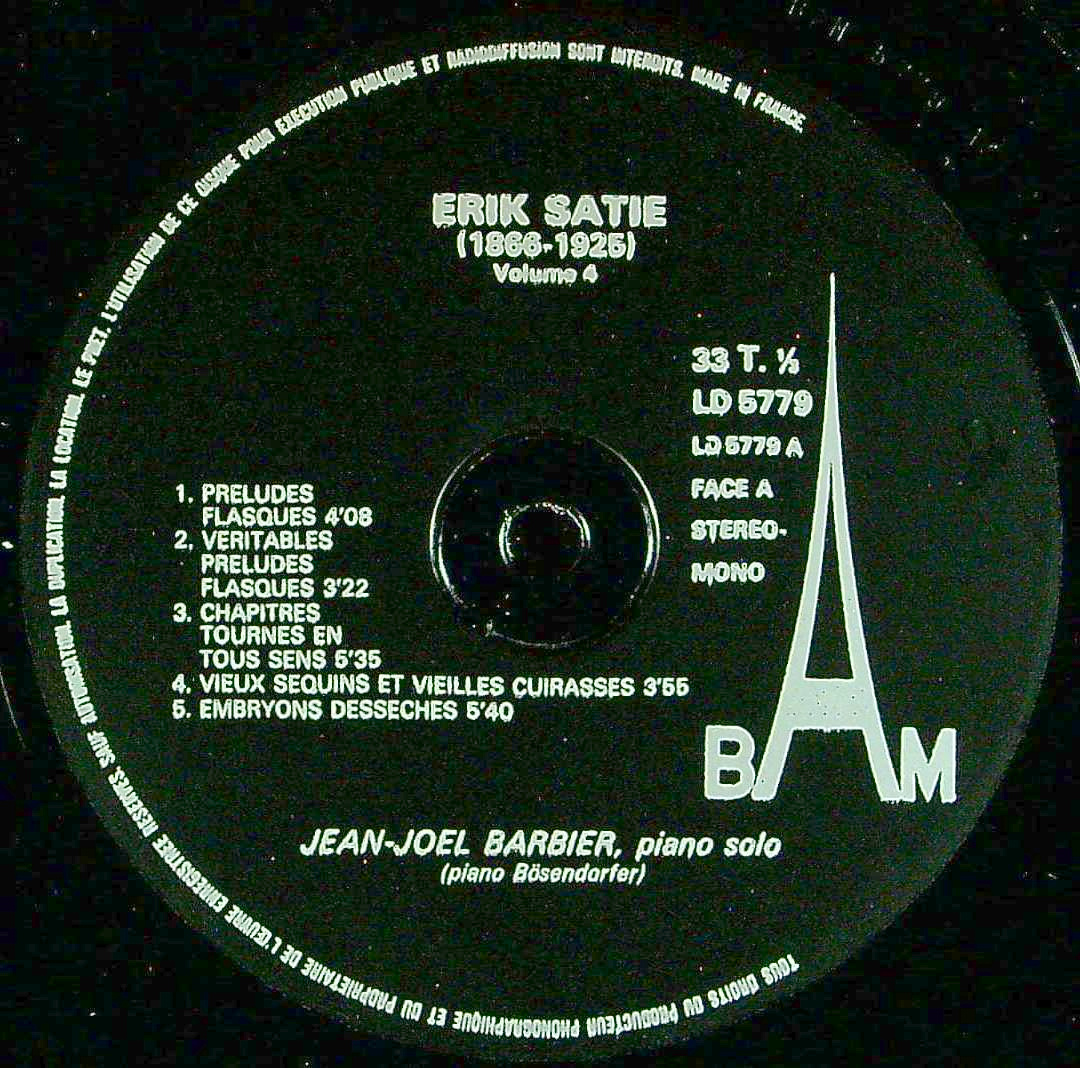 ERIK SATIE
(1866-1925)
Volume 4
33 T. ⅓
LD 5779
LD 5779 A
FACE A
STEREO-
MONO
1. PRELUDES
FLASQUES 4'08
2. VERITABLES
PRELUDES
FLASQUES 3'22
3. CHAPITRES
TOURNES EN
TOUS SENS 5'35
4. VIEUX SEQUINS ET VIEILLES CUIRASSES 3'55
5. EMBRYONS DESSECHES 5'40
BAM
JEAN-JOEL BARBIER, piano solo
(piano Bösendorfer)
TOUS DROITS DU PRODUCTEUR PHONOGRAPHIQUE ET DU PROPRIETAIRE DE L'ŒUVRE ENREGISTREE RESERVES. SAUF AUTORISATION, LA DUPLICATION, LA LOCATION, LE PRET, L'UTILISATION DE CE DISQUE POUR EXECUTION PUBLIQUE ET RADIODIFFUSION SONT INTERDITS. MADE IN FRANCE